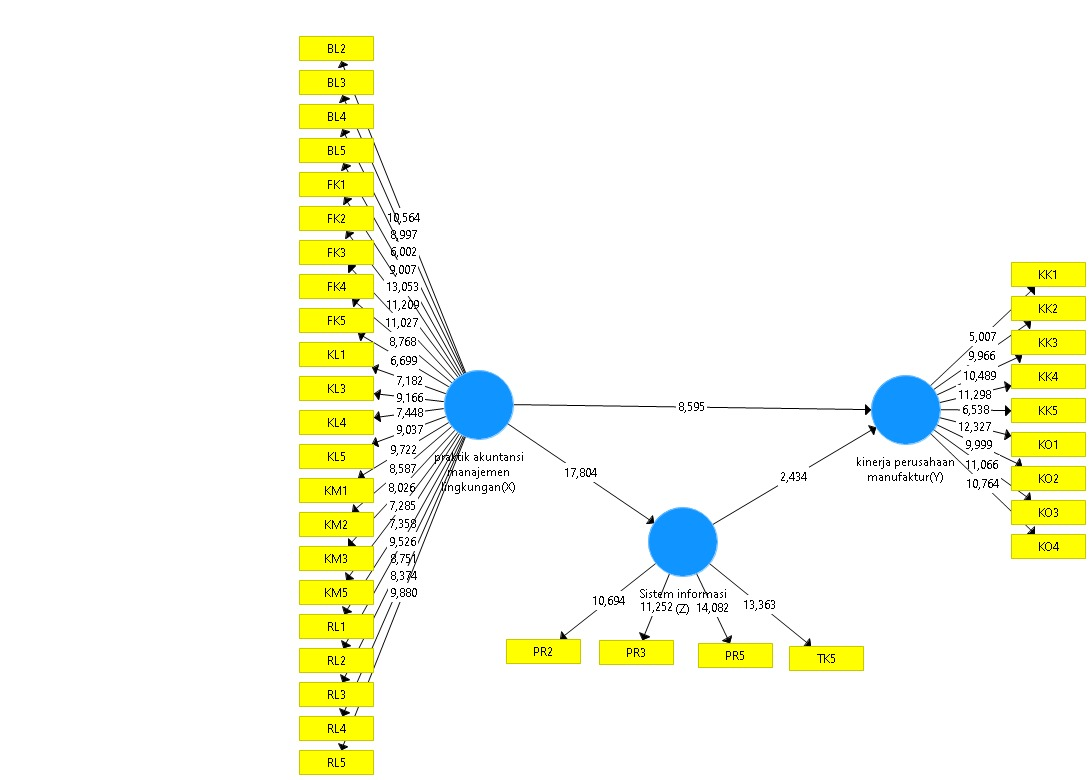 BL2
BL3
BL4
BL5
FK1
FK2
FK3
FK4
FK5
KL1
KL3
KL4
KL5
KM1
KM2
KM3
KM5
RL1
RL2
RL3
RL4
RL5
10,564
8,997
6,002
9,007
13,053
11,209
11,027
8,768
6,699
7,182
9,166
7,448
9,037
9,722
8,587
8,026
7,285
7,358
9,526
8,751
8,374
9,880
praktik akuntansi
manajemen
lingkungan(X)
8,595
17,804
2,434
kinerja perusahaan
manufaktur(Y)
5,007
9,966
10,489
11,298
6,538
12,327
9,999
11,066
10,764
KK1
KK2
KK3
KK4
KK5
KO1
KO2
KO3
KO4
Sistem informasi
(Z)
10,694
11,252
14,082
13,363
PR2
PR3
PR5
TK5